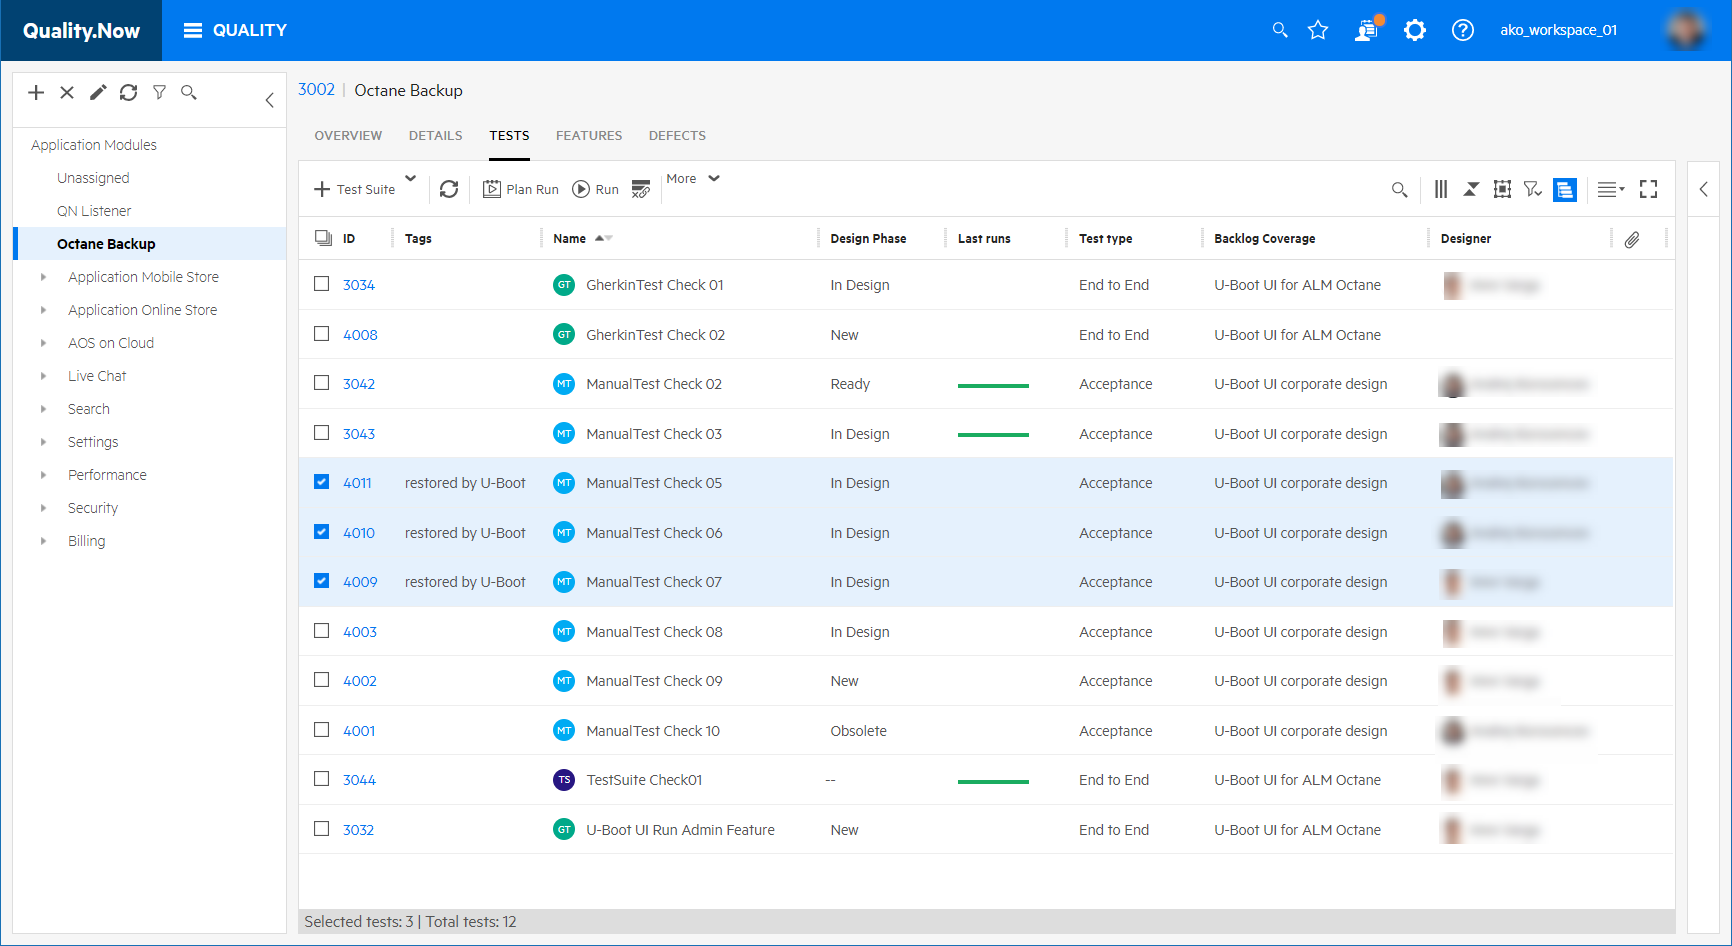 Quality.Now
QUALITY
ako_workspace_01
Application Modules
Unassigned
QN Listener
Octane Backup
Application Mobile Store
Application Online Store
AOS on Cloud
Live Chat
Search
Settings
Performance
Security
Billing
3002 | Octane Backup
OVERVIEW DETAILS TESTS FEATURES DEFECTS
Test Suite Plan Run Run More
ID Tags Name Design Phase Last runs Test type Backlog Coverage Designer
3034 GT GherkinTest Check 01 In Design End to End U-Boot UI for ALM Octane
4008 GT GherkinTest Check 02 New End to End U-Boot UI for ALM Octane
3042 MT ManualTest Check 02 Ready Acceptance U-Boot UI corporate design
3043 MT ManualTest Check 03 In Design Acceptance U-Boot UI corporate design
4011 restored by U-Boot MT ManualTest Check 05 In Design Acceptance U-Boot UI corporate design
4010 restored by U-Boot MT ManualTest Check 06 In Design Acceptance U-Boot UI corporate design
4009 restored by U-Boot MT ManualTest Check 07 In Design Acceptance U-Boot UI corporate design
4003 MT ManualTest Check 08 In Design Acceptance U-Boot UI corporate design
4002 MT ManualTest Check 09 New Acceptance U-Boot UI corporate design
4001 MT ManualTest Check 10 Obsolete Acceptance U-Boot UI corporate design
3044 TS TestSuite Check01 -- End to End U-Boot UI for ALM Octane
3032 GT U-Boot UI Run Admin Feature New End to End U-Boot UI for ALM Octane
Selected tests: 3 | Total tests: 12